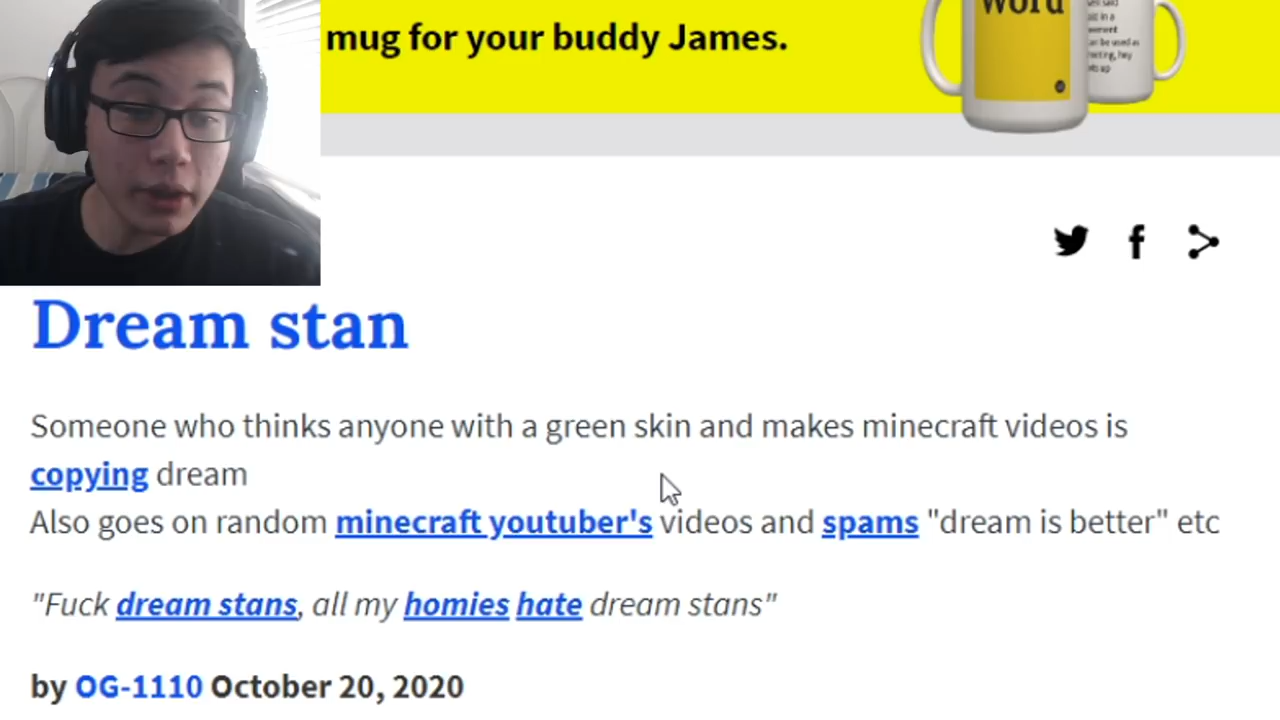 mug for your buddy James.
Word
Dream stan
Someone who thinks anyone with a green skin and makes minecraft videos is
copying dream
Also goes on random minecraft youtuber's videos and spams "dream is better" etc
"Fuck dream stans, all my homies hate dream stans"
by OG-1110 October 20, 2020